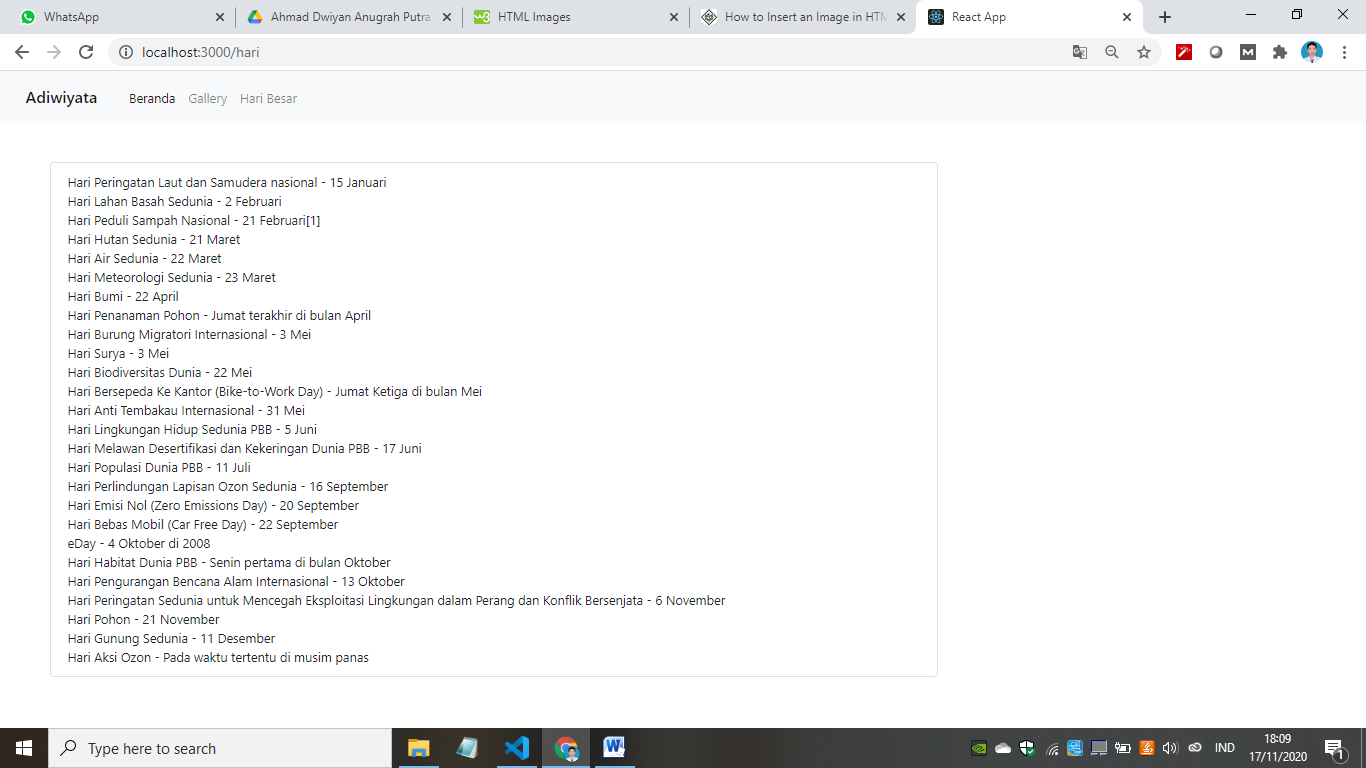 WhatsApp
Ahmad Dwiyan Anugrah Putra
HTML Images
How to Insert an Image in HTM
React App
localhost:3000/hari
Adiwiyata Beranda Gallery Hari Besar
Hari Peringatan Laut dan Samudera nasional - 15 Januari
Hari Lahan Basah Sedunia - 2 Februari
Hari Peduli Sampah Nasional - 21 Februari[1]
Hari Hutan Sedunia - 21 Maret
Hari Air Sedunia - 22 Maret
Hari Meteorologi Sedunia - 23 Maret
Hari Bumi - 22 April
Hari Penanaman Pohon - Jumat terakhir di bulan April
Hari Burung Migratori Internasional - 3 Mei
Hari Surya - 3 Mei
Hari Biodiversitas Dunia - 22 Mei
Hari Bersepeda Ke Kantor (Bike-to-Work Day) - Jumat Ketiga di bulan Mei
Hari Anti Tembakau Internasional - 31 Mei
Hari Lingkungan Hidup Sedunia PBB - 5 Juni
Hari Melawan Desertifikasi dan Kekeringan Dunia PBB - 17 Juni
Hari Populasi Dunia PBB - 11 Juli
Hari Perlindungan Lapisan Ozon Sedunia - 16 September
Hari Emisi Nol (Zero Emissions Day) - 20 September
Hari Bebas Mobil (Car Free Day) - 22 September
eDay - 4 Oktober di 2008
Hari Habitat Dunia PBB - Senin pertama di bulan Oktober
Hari Pengurangan Bencana Alam Internasional - 13 Oktober
Hari Peringatan Sedunia untuk Mencegah Eksploitasi Lingkungan dalam Perang dan Konflik Bersenjata - 6 November
Hari Pohon - 21 November
Hari Gunung Sedunia - 11 Desember
Hari Aksi Ozon - Pada waktu tertentu di musim panas
Type here to search
IND
18:09
17/11/2020
1